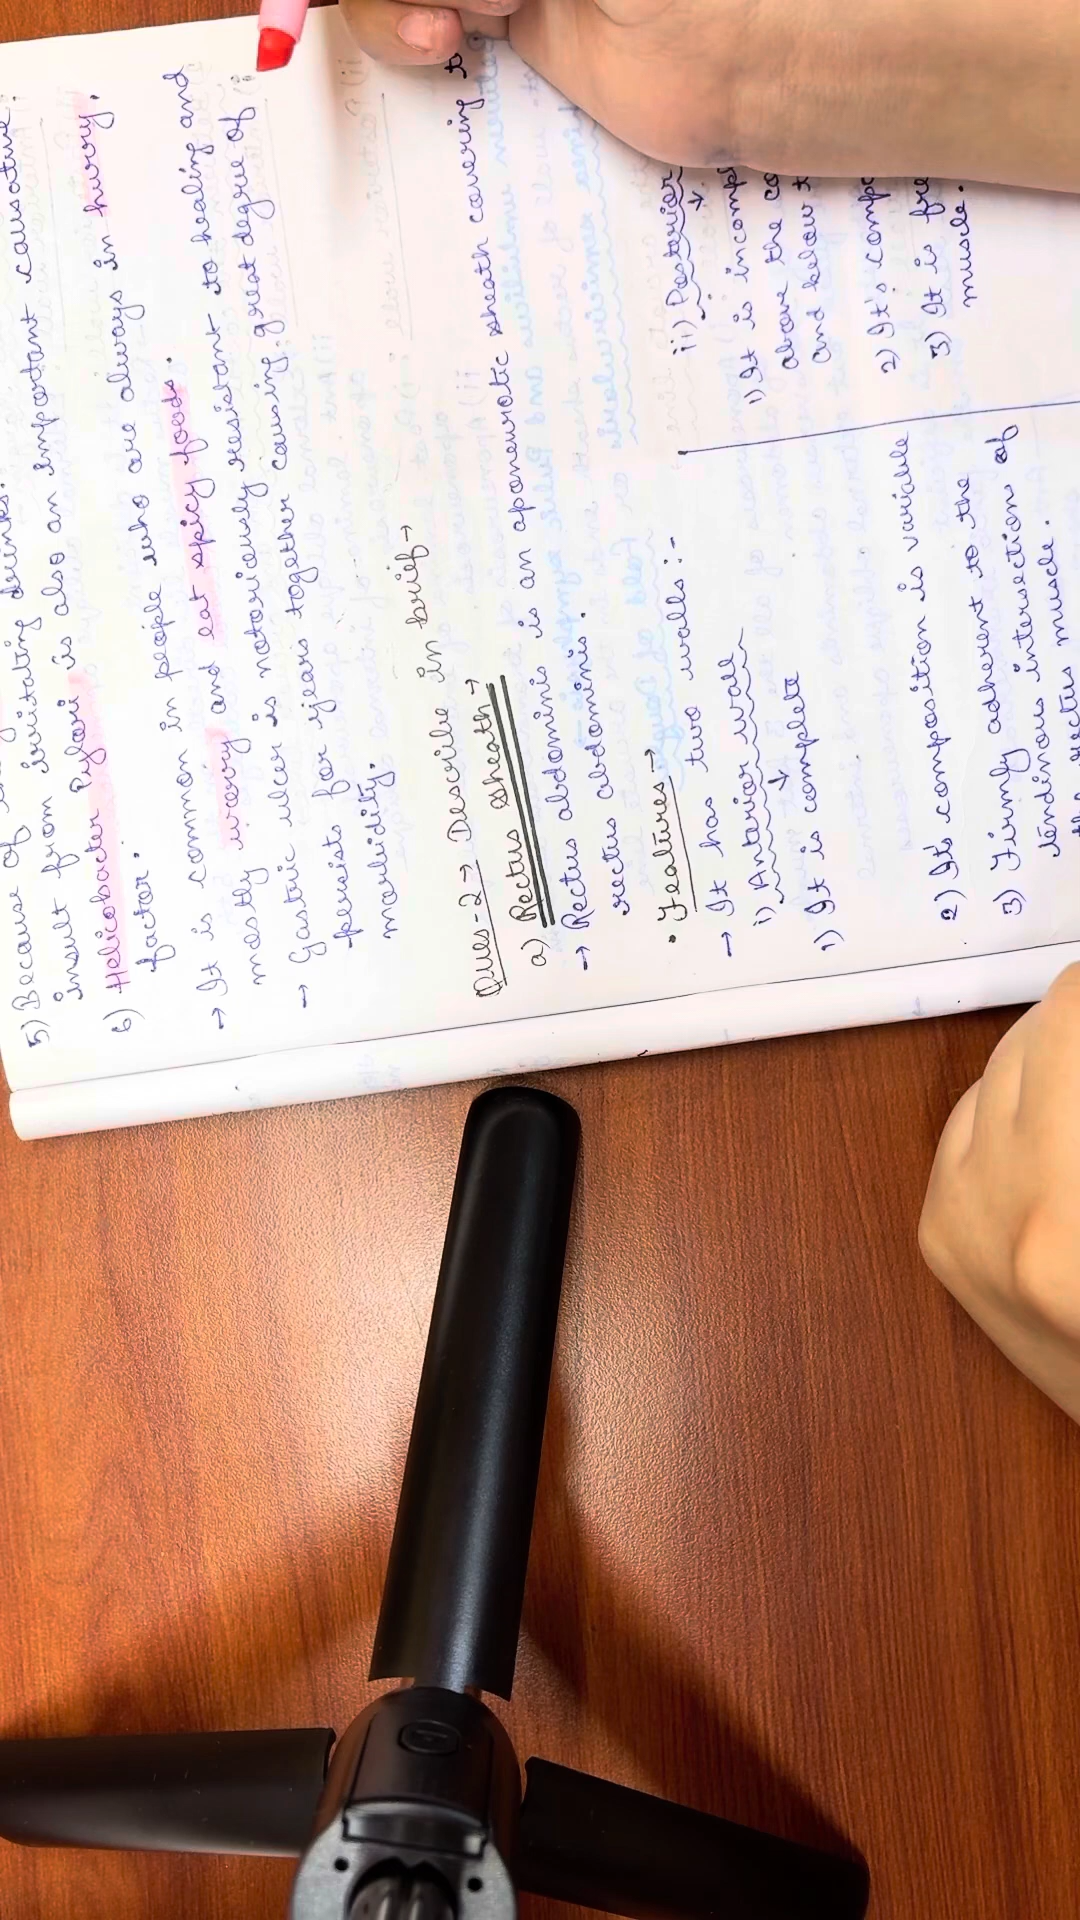 5) Because of
drinks.
insult from irritating
6) Helicobacter Pylori is also an important causative
factor.
→ It is common in people who are always in hurry,
mostly worry and eat spicy foods.
→ Gastric ulcer is notoriously resistant to healing and
persists for years together causing great degree of
morbidity.
Ques-2 → Describe in brief →
a) Rectus sheath →
→ Rectus abdominis is an aponeurotic sheath covering
rectus abdominis.
• Features →
→ It has two walls :-
i) Anterior wall
↓
1) It is complete
2) It's composition is variable
3) Firmly adherent to the
tendinous intersection of
the rectus muscle.
ii) Posterior
↓
1) It is
above the
and below
2) It's
3) It is
muscle.